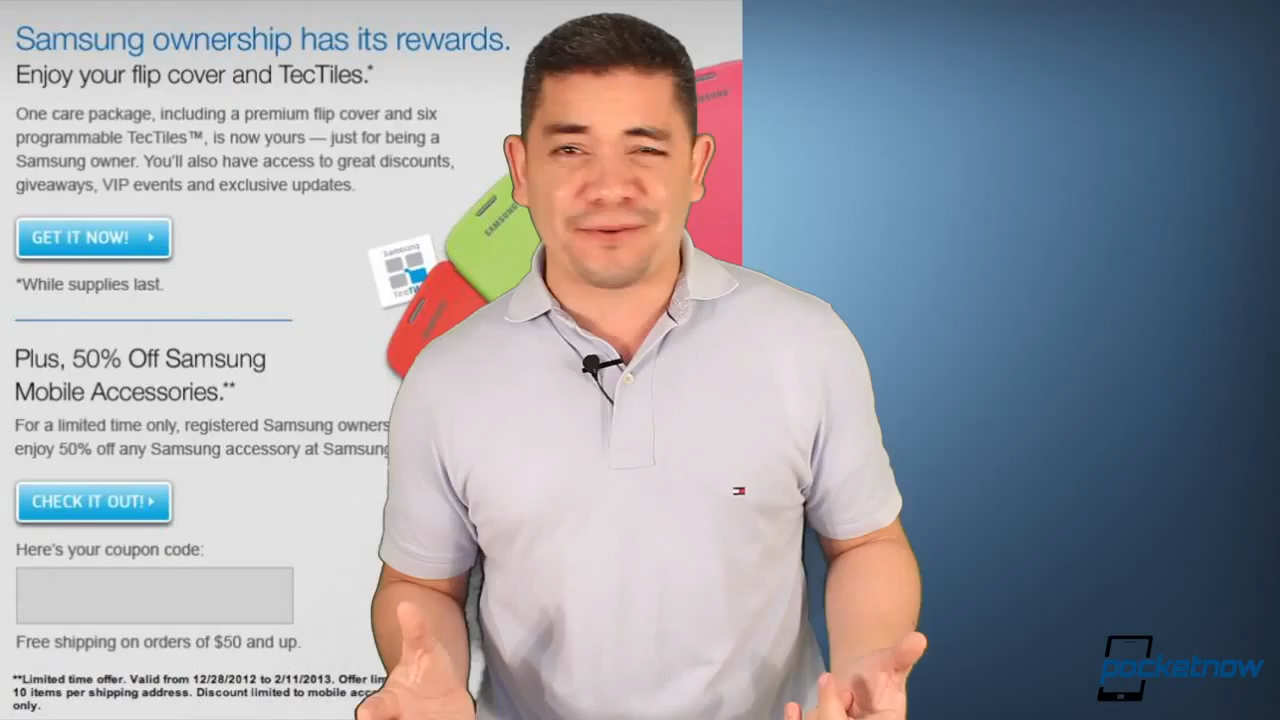 Samsung ownership has its rewards.
Enjoy your flip cover and TecTiles.*
One care package, including a premium flip cover and six
programmable TecTiles™, is now yours — just for being a
Samsung owner. You'll also have access to great discounts,
giveaways, VIP events and exclusive updates.
GET IT NOW!
*While supplies last.
SAMSUNG
SAMSUNG
Samsung
Plus, 50% Off Samsung
Mobile Accessories.**
For a limited time only, registered Samsung owners
enjoy 50% off any Samsung accessory at Samsung
CHECK IT OUT!
Here's your coupon code:
Free shipping on orders of $50 and up.
**Limited time offer. Valid from 12/28/2012 to 2/11/2013. Offer
10 items per shipping address. Discount limited to mobile
only.
pocketnow